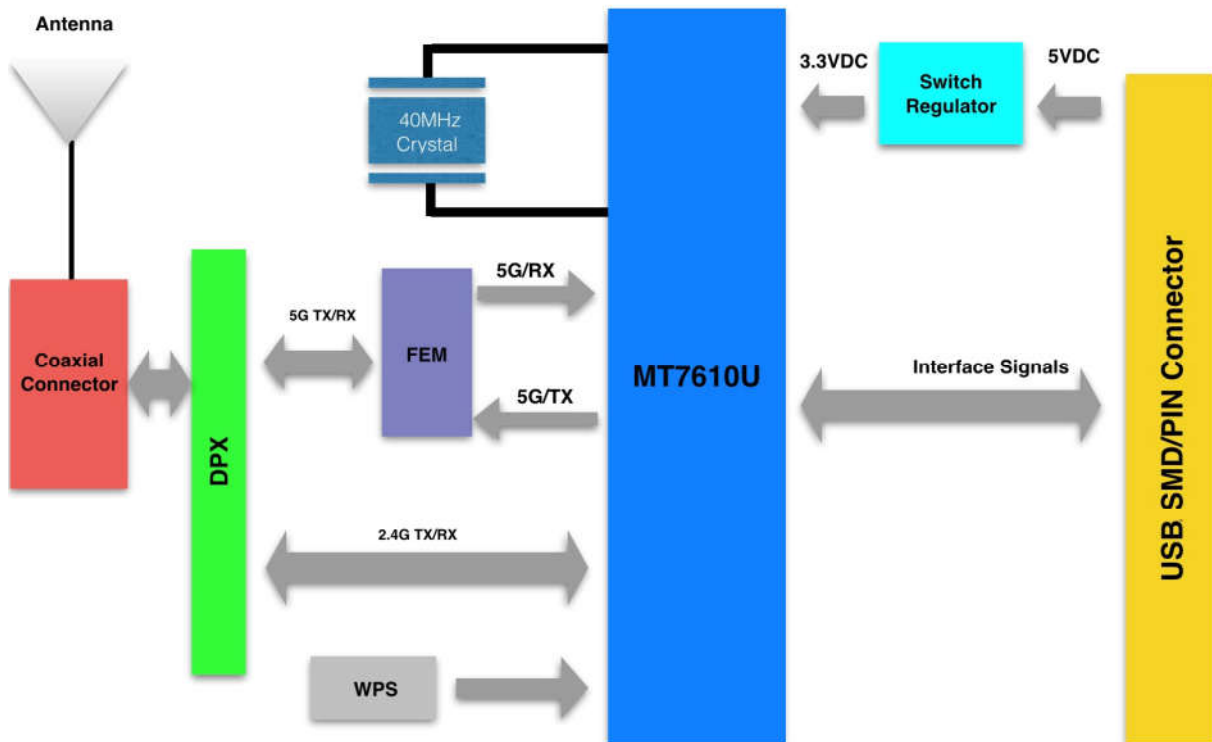 Antenna
40MHz
Crystal
3.3VDC
Switch
Regulator
5VDC
5G/RX
5G TX/RX
FEM
Coaxial
Connector
5G/TX
MT7610U
Interface Signals
DPX
2.4G TX/RX
WPS
USB SMD/PIN Connector